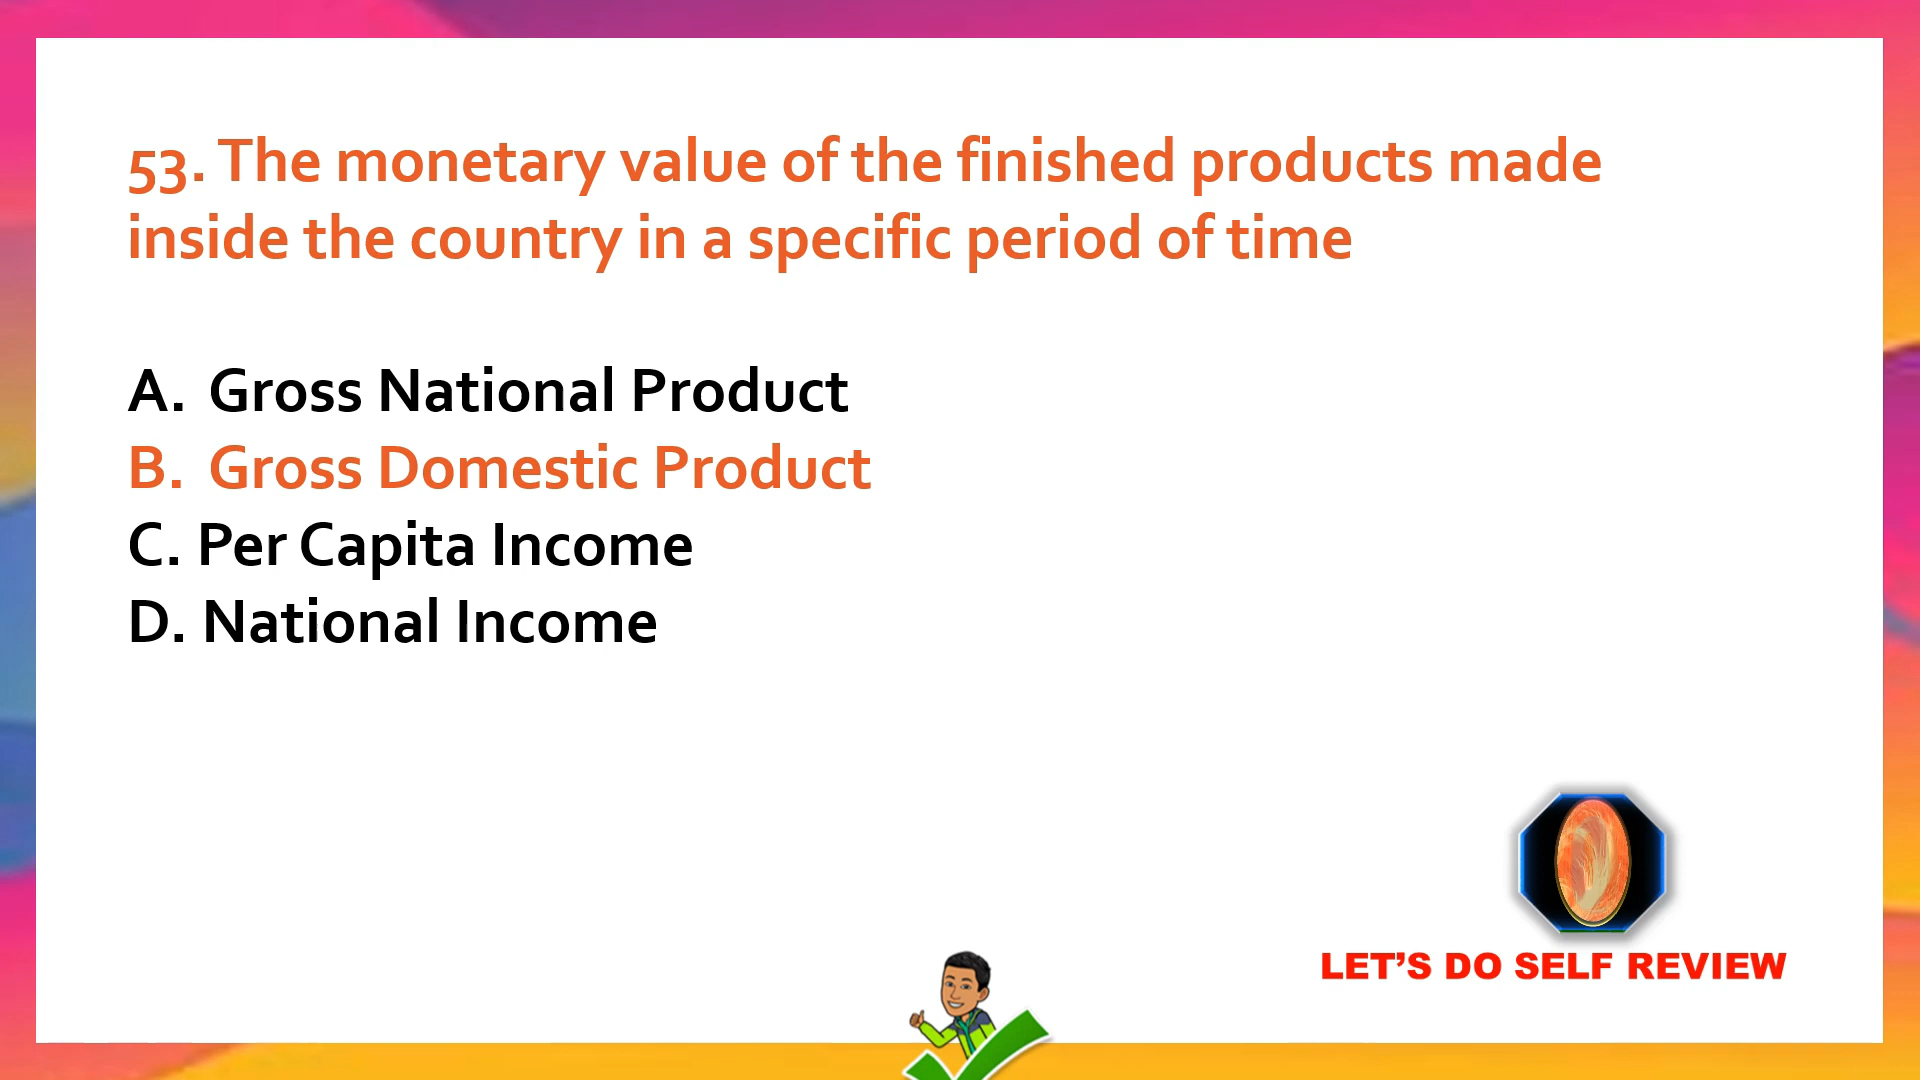 53. The monetary value of the finished products made
inside the country in a specific period of time
A. Gross National Product
B. Gross Domestic Product
C. Per Capita Income
D. National Income
LET’S DO SELF REVIEW